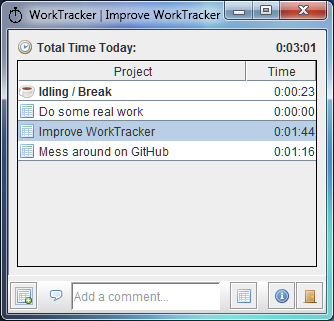 WorkTracker | Improve WorkTracker
Total Time Today: 0:03:01
Project Time
Idling / Break 0:00:23
Do some real work 0:00:00
Improve WorkTracker 0:01:44
Mess around on GitHub 0:01:16
Add a comment...